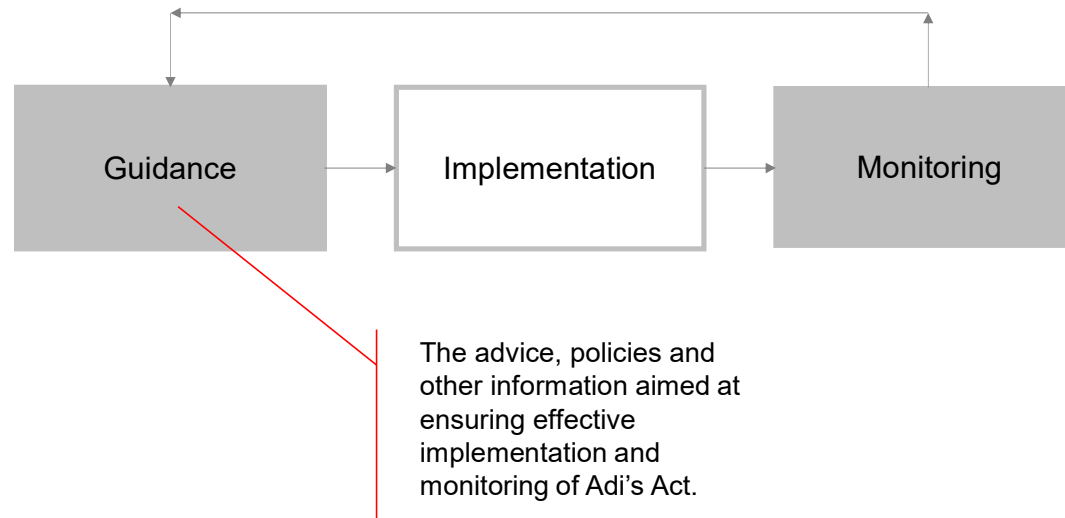 Guidance
Implementation
Monitoring
The advice, policies and
other information aimed at
ensuring effective
implementation and
monitoring of Adi’s Act.